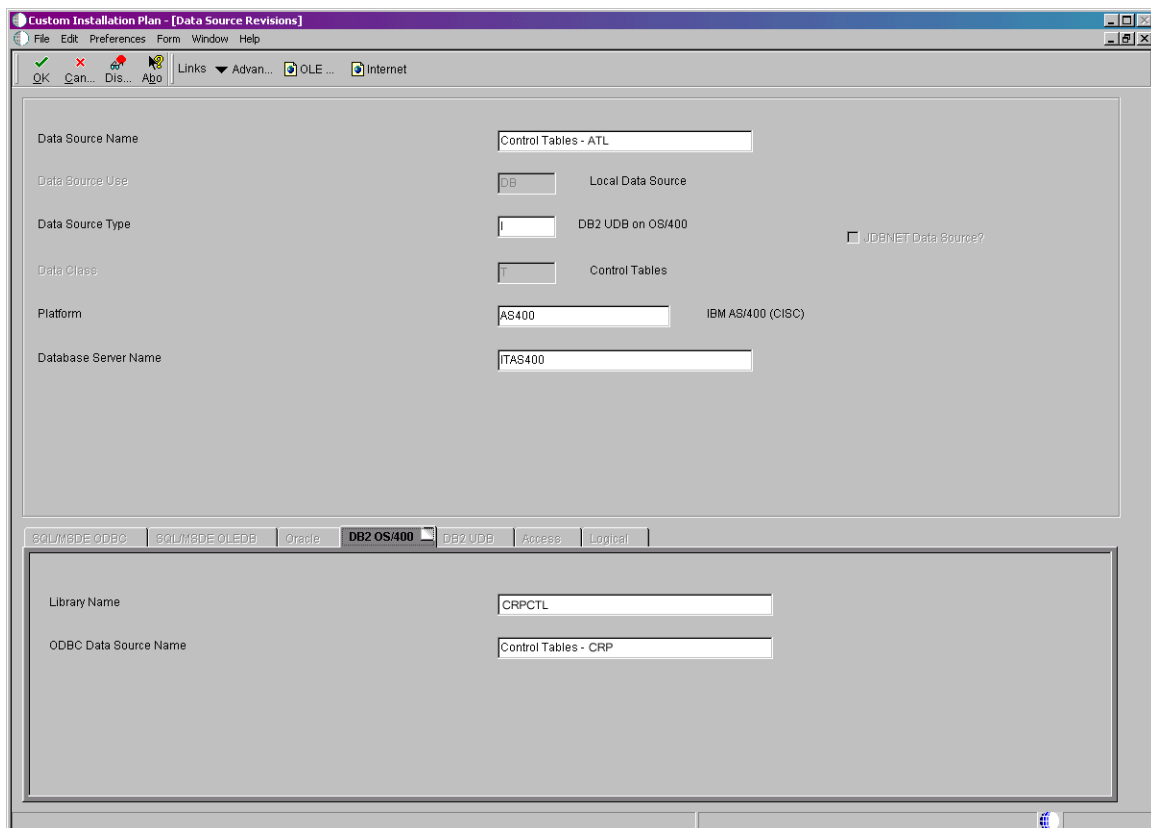 Custom Installation Plan - [Data Source Revisions]
File Edit Preferences Form Window Help
OK Can... Dis... Abo Links Advan... OLE ... Internet
Data Source Name Control Tables - ATL
Data Source Use DB Local Data Source
Data Source Type I DB2 UDB on OS/400
JDBNET Data Source?
Data Class T Control Tables
Platform AS400 IBM AS/400 (CISC)
Database Server Name ITAS400
SQL/MSDE ODBC SQL/MSDE OLEDB Oracle DB2 OS/400 DB2 UDB Access Logical
Library Name CRPCTL
ODBC Data Source Name Control Tables - CRP